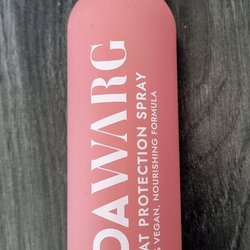 DAWARG
AT PROTECTION SPRAY
VEGAN, NOURISHING FORMULA